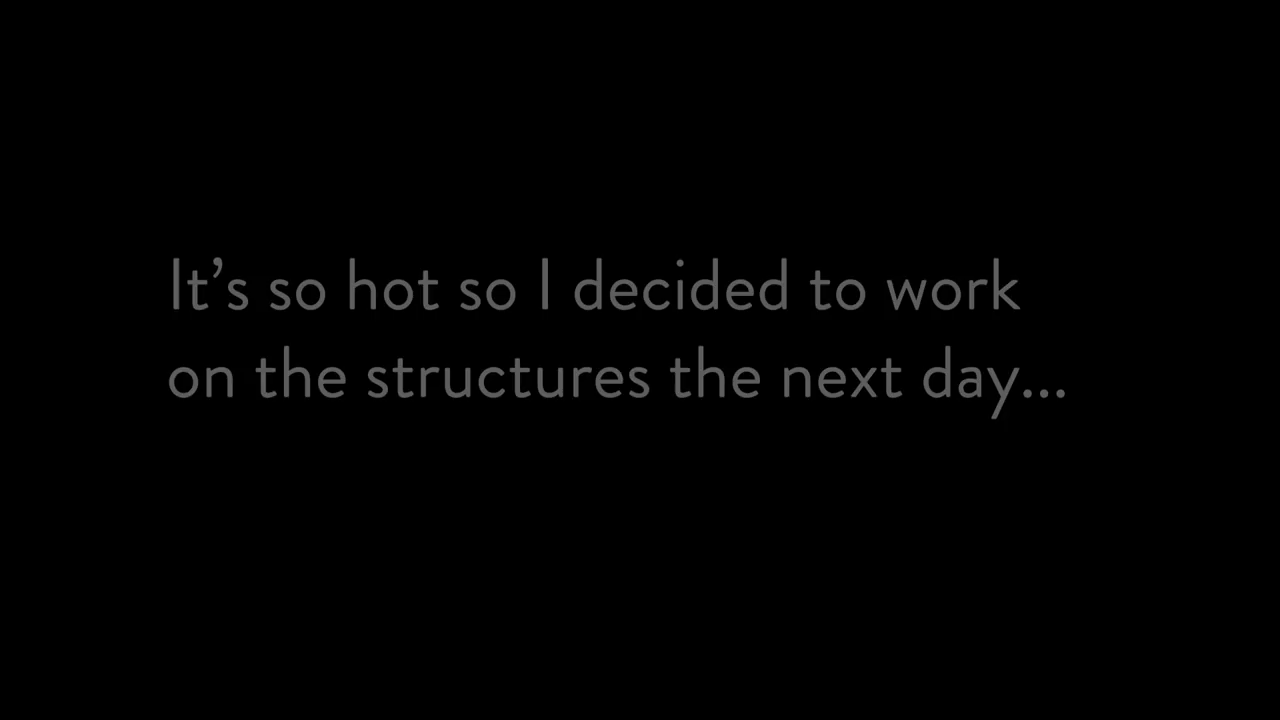 It’s so hot so I decided to work
on the structures the next day...